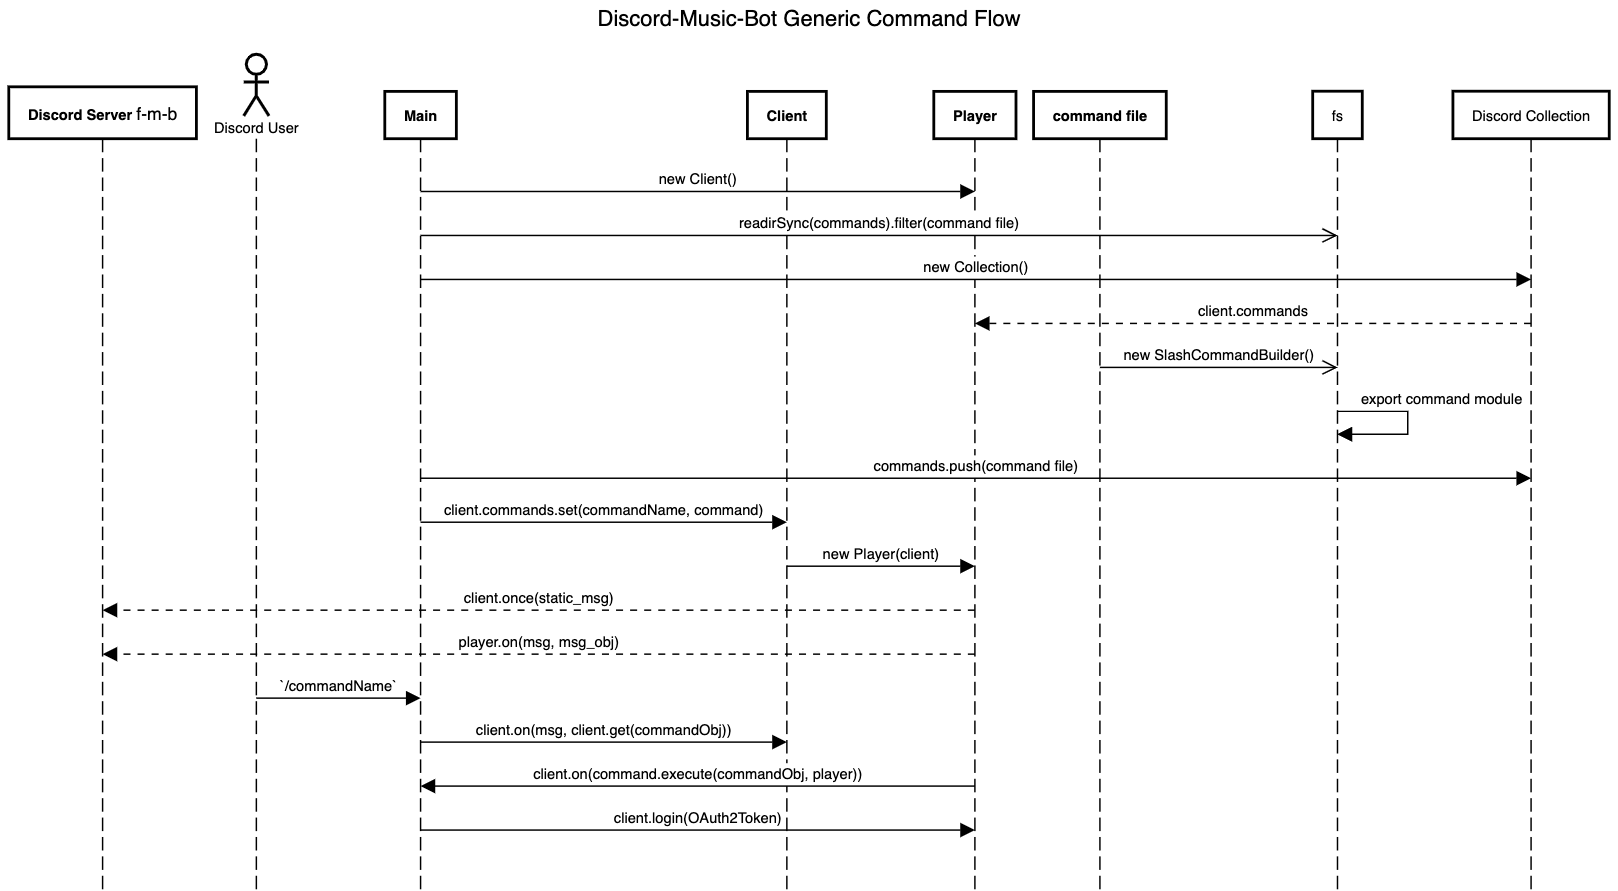 Discord-Music-Bot Generic Command Flow
Discord Server f-m-b
Discord User
Main
Client
Player
command file
fs
Discord Collection
new Client()
readirSync(commands).filter(command file)
new Collection()
client.commands
new SlashCommandBuilder()
export command module
commands.push(command file)
client.commands.set(commandName, command)
new Player(client)
client.once(static_msg)
player.on(msg, msg_obj)
`/commandName`
client.on(msg, client.get(commandObj))
client.on(command.execute(commandObj, player))
client.login(OAuth2Token)